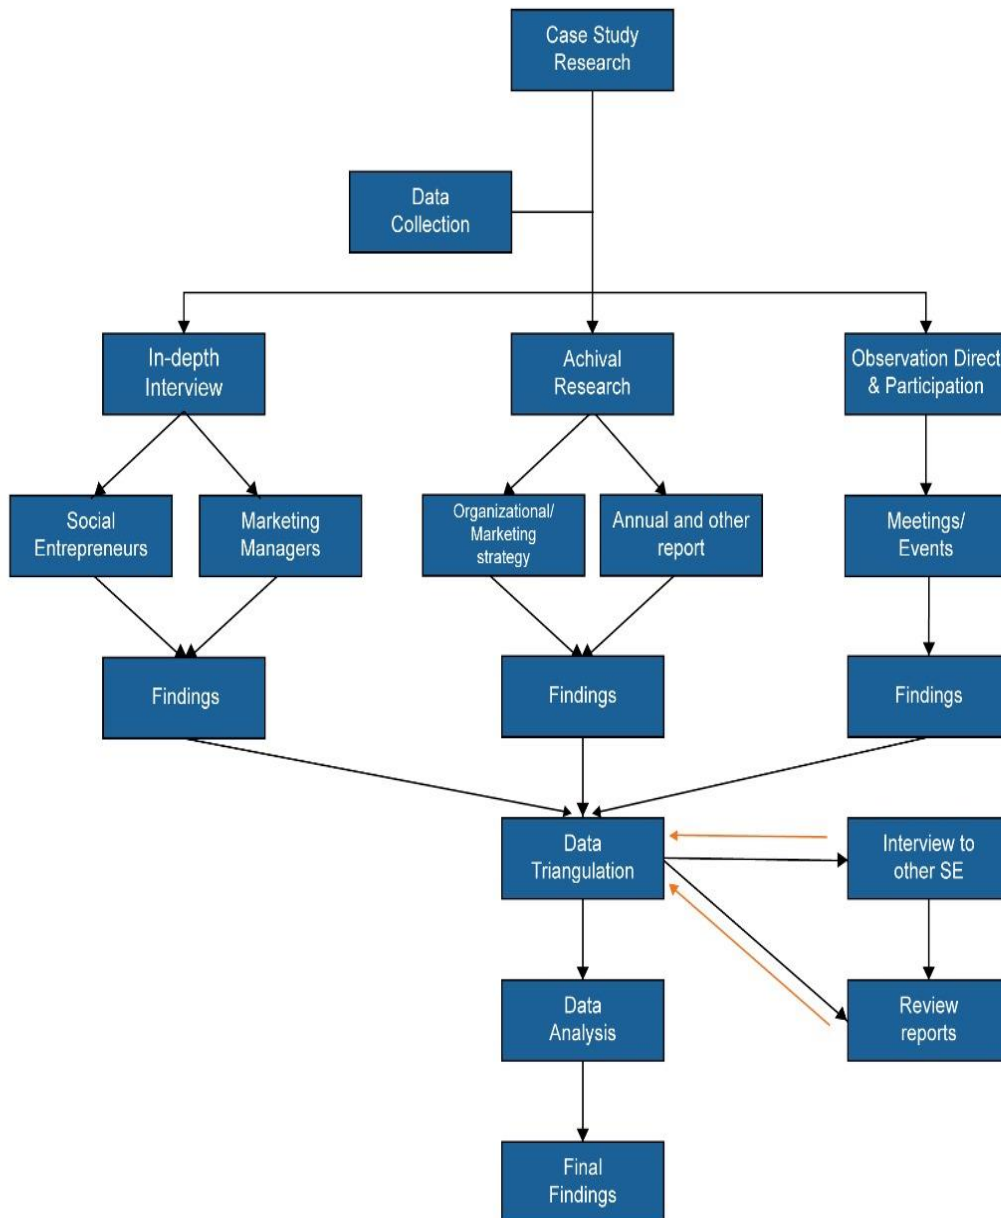 Case Study
Research
Data
Collection
In-depth
Interview
Achival
Research
Observation Direct
& Participation
Social
Entrepreneurs
Marketing
Managers
Organizational/
Marketing
strategy
Annual and other
report
Meetings/
Events
Findings
Findings
Findings
Data
Triangulation
Interview to
other SE
Data
Analysis
Review
reports
Final
Findings